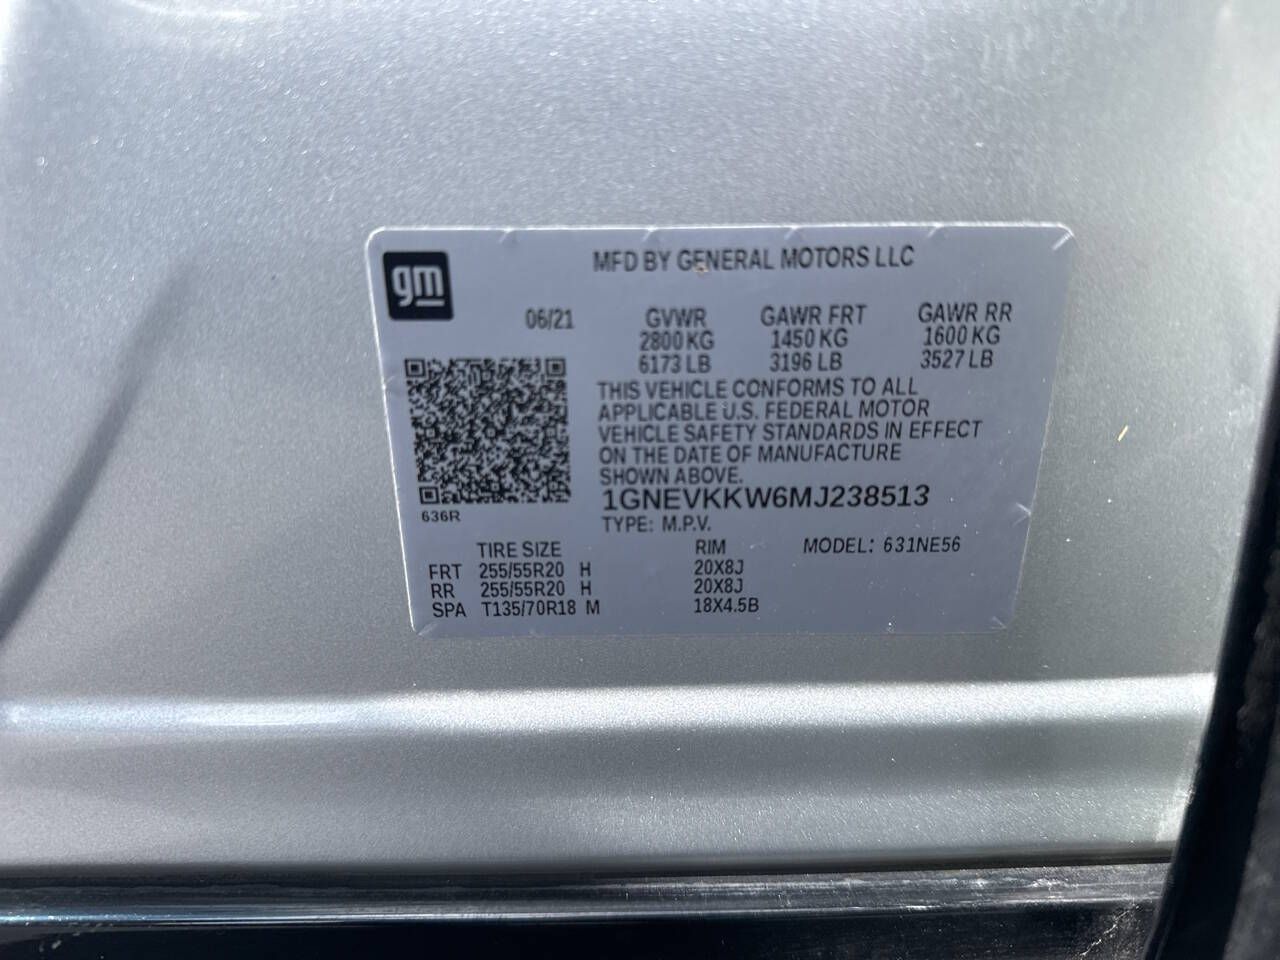 gm
MFD BY GENERAL MOTORS LLC
06/21 GVWR GAWR FRT GAWR RR
2800 KG 1450 KG 1600 KG
6173 LB 3196 LB 3527 LB
THIS VEHICLE CONFORMS TO ALL
APPLICABLE U.S. FEDERAL MOTOR
VEHICLE SAFETY STANDARDS IN EFFECT
ON THE DATE OF MANUFACTURE
SHOWN ABOVE.
1GNEVKKW6MJ238513
636R
TYPE: M.P.V.
TIRE SIZE RIM MODEL: 631NE56
FRT 255/55R20 H 20X8J
RR 255/55R20 H 20X8J
SPA T135/70R18 M 18X4.5B